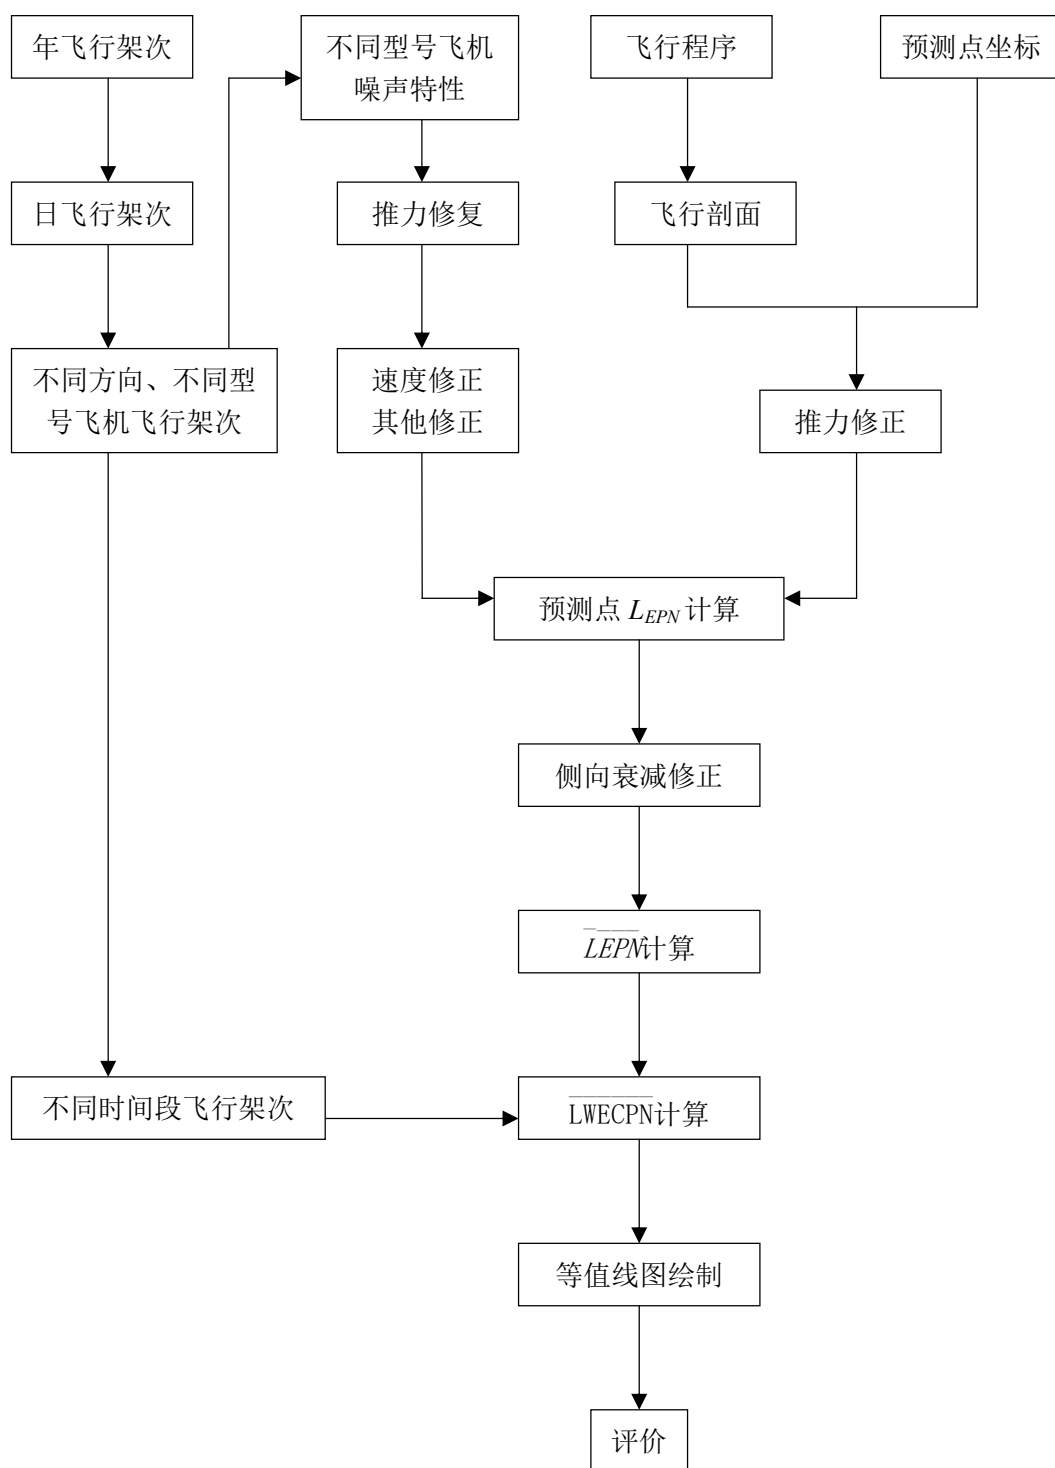 年飞行架次
不同型号飞机
噪声特性
飞行程序
预测点坐标
日飞行架次
推力修复
飞行剖面
不同方向、不同型
号飞机飞行架次
速度修正
其他修正
推力修正
预测点 LEPN 计算
侧向衰减修正
LEPN计算
不同时间段飞行架次
LWECPN计算
等值线图绘制
评价